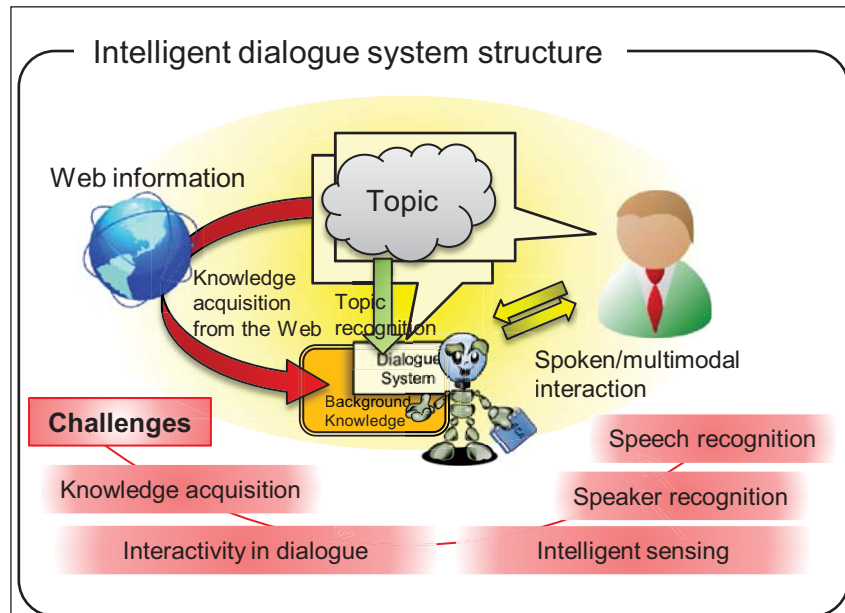 Intelligent dialogue system structure
Web information
Topic
Knowledge
acquisition
from the Web
Topic
recognition
Dialogue
System
Background
Knowledge
Spoken/multimodal
interaction
Challenges
Knowledge acquisition
Interactivity in dialogue
Speech recognition
Speaker recognition
Intelligent sensing